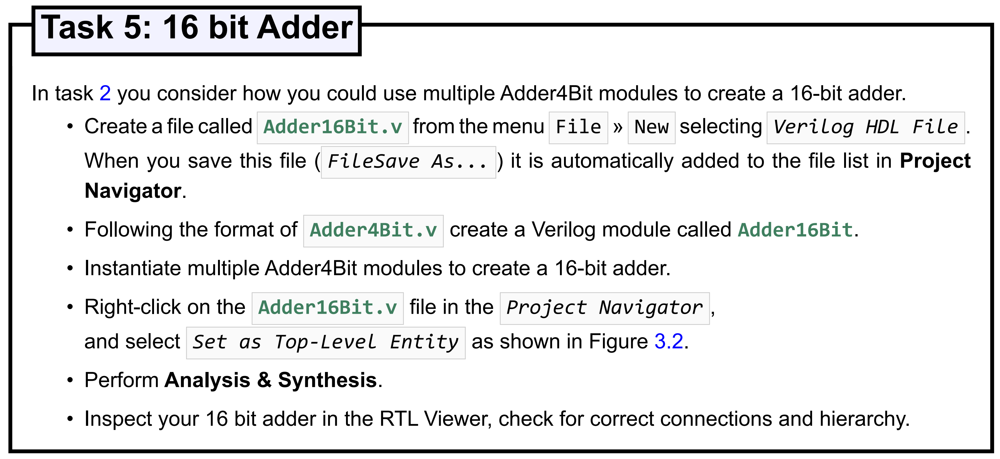 Task 5: 16 bit Adder
In task 2 you consider how you could use multiple Adder4Bit modules to create a 16-bit adder.
• Create a file called Adder16Bit.v from the menu File » New selecting Verilog HDL File.
When you save this file (FileSave As...) it is automatically added to the file list in Project
Navigator.
• Following the format of Adder4Bit.v create a Verilog module called Adder16Bit.
• Instantiate multiple Adder4Bit modules to create a 16-bit adder.
• Right-click on the Adder16Bit.v file in the Project Navigator,
and select Set as Top-Level Entity as shown in Figure 3.2.
• Perform Analysis & Synthesis.
• Inspect your 16 bit adder in the RTL Viewer, check for correct connections and hierarchy.